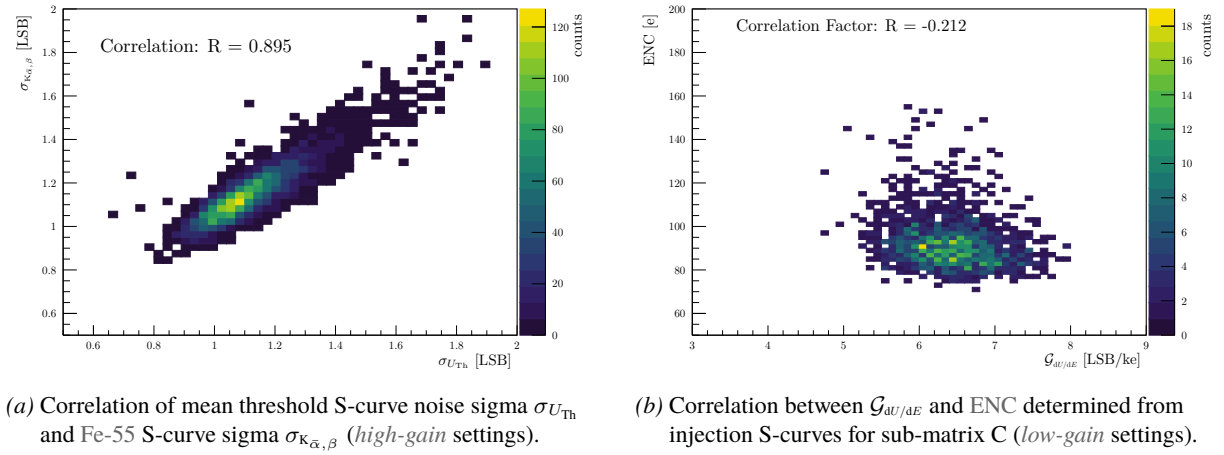 σ_{K_{ᾱ,β}} [LSB]
Correlation: R = 0.895
2
1.8
1.6
1.4
1.2
1
0.8
0.6
0.6 0.8 1 1.2 1.4 1.6 1.8 2
σ_{U_{Th}} [LSB]
counts
120
100
80
60
40
20
0
ENC [e]
Correlation Factor: R = -0.212
200
180
160
140
120
100
80
60
3 4 5 6 7 8 9
𝒢_{dU/dE} [LSB/ke]
counts
18
16
14
12
10
8
6
4
2
0
(a) Correlation of mean threshold S-curve noise sigma σ_{U_{Th}}
and Fe-55 S-curve sigma σ_{K_{ᾱ,β}} (high-gain settings).
(b) Correlation between 𝒢_{dU/dE} and ENC determined from
injection S-curves for sub-matrix C (low-gain settings).